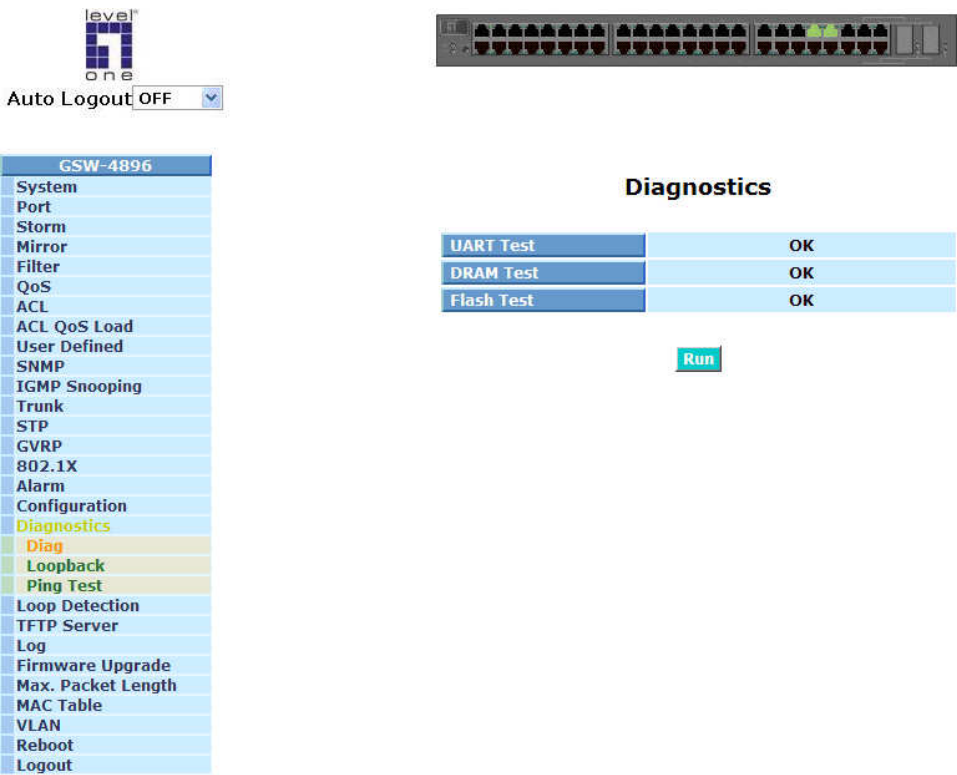 level
one
Auto Logout OFF
GSW-4896
System
Port
Storm
Mirror
Filter
QoS
ACL
ACL QoS Load
User Defined
SNMP
IGMP Snooping
Trunk
STP
GVRP
802.1X
Alarm
Configuration
Diagnostics
Diag
Loopback
Ping Test
Loop Detection
TFTP Server
Log
Firmware Upgrade
Max. Packet Length
MAC Table
VLAN
Reboot
Logout
Diagnostics
UART Test OK
DRAM Test OK
Flash Test OK
Run